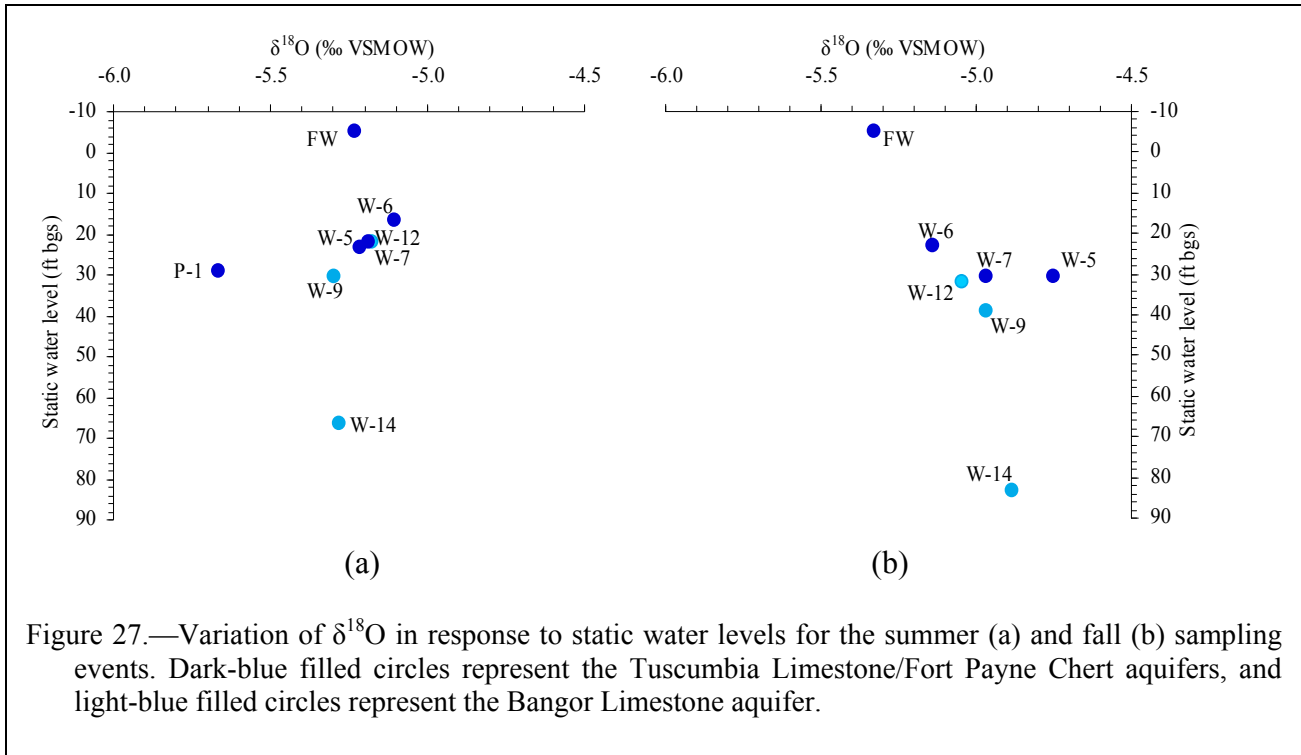 δ18O (‰ VSMOW)
-6.0 -5.5 -5.0 -4.5
-10
0
10
20
30
40
50
60
70
80
90
Static water level (ft bgs)
FW
W-6
W-5 W-12
W-7
P-1
W-9
W-14
(a)
δ18O (‰ VSMOW)
-6.0 -5.5 -5.0 -4.5
-10
0
10
20
30
40
50
60
70
80
90
Static water level (ft bgs)
FW
W-6
W-7 W-5
W-12
W-9
W-14
(b)
Figure 27.—Variation of δ18O in response to static water levels for the summer (a) and fall (b) sampling
events. Dark-blue filled circles represent the Tuscumbia Limestone/Fort Payne Chert aquifers, and
light-blue filled circles represent the Bangor Limestone aquifer.